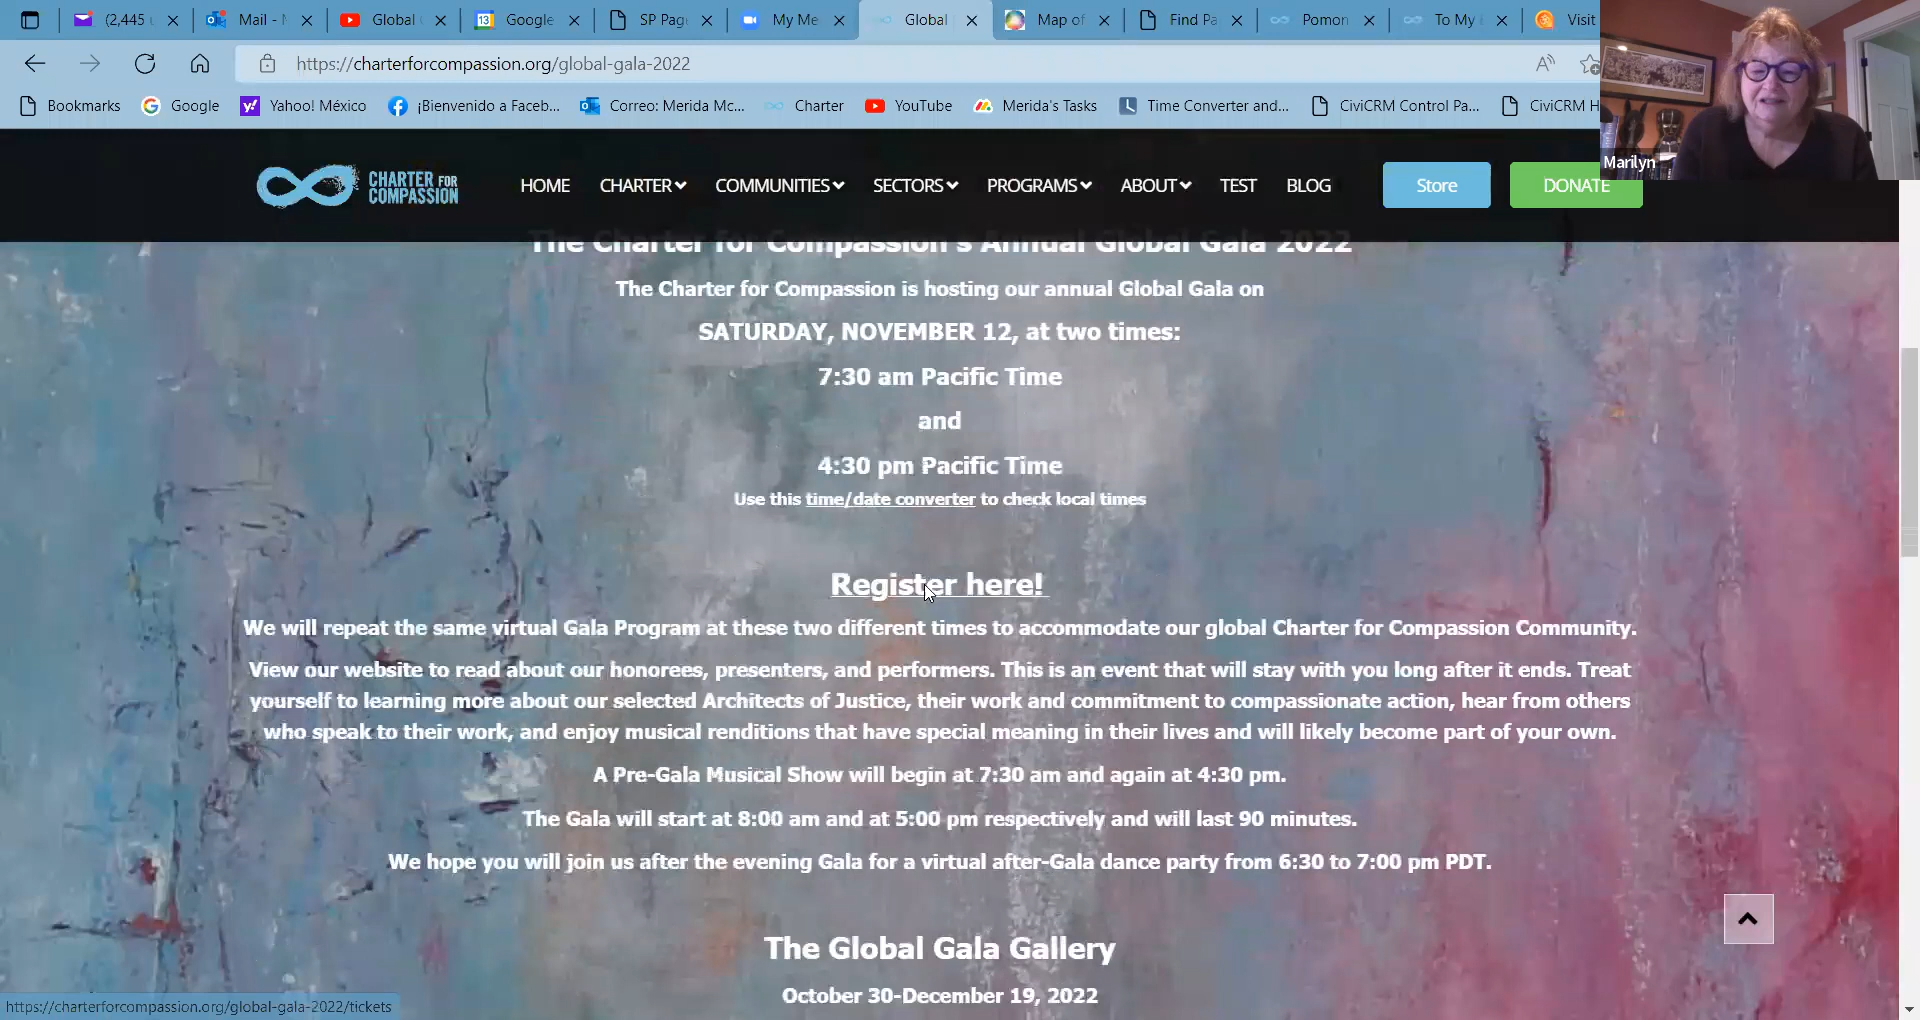 (2,445 u
Mail - M
Global
Google
SP Page
My Me
Global
Map of
Find Pa
Pomon
To My
Visit
https://charterforcompassion.org/global-gala-2022
Bookmarks
Google
Yahoo! México
¡Bienvenido a Faceb...
Correo: Merida Mc...
Charter
YouTube
Merida's Tasks
Time Converter and...
CiviCRM Control Pa...
CiviCRM H
Marilyn
CHARTER FOR
COMPASSION
HOME
CHARTER
COMMUNITIES
SECTORS
PROGRAMS
ABOUT
TEST
BLOG
Store
DONATE
The Charter for Compassion's Annual Global Gala 2022
The Charter for Compassion is hosting our annual Global Gala on
SATURDAY, NOVEMBER 12, at two times:
7:30 am Pacific Time
and
4:30 pm Pacific Time
Use this time/date converter to check local times
Register here!
We will repeat the same virtual Gala Program at these two different times to accommodate our global Charter for Compassion Community.
View our website to read about our honorees, presenters, and performers. This is an event that will stay with you long after it ends. Treat
yourself to learning more about our selected Architects of Justice, their work and commitment to compassionate action, hear from others
who speak to their work, and enjoy musical renditions that have special meaning in their lives and will likely become part of your own.
A Pre-Gala Musical Show will begin at 7:30 am and again at 4:30 pm.
The Gala will start at 8:00 am and at 5:00 pm respectively and will last 90 minutes.
We hope you will join us after the evening Gala for a virtual after-Gala dance party from 6:30 to 7:00 pm PDT.
The Global Gala Gallery
October 30-December 19, 2022
https://charterforcompassion.org/global-gala-2022/tickets